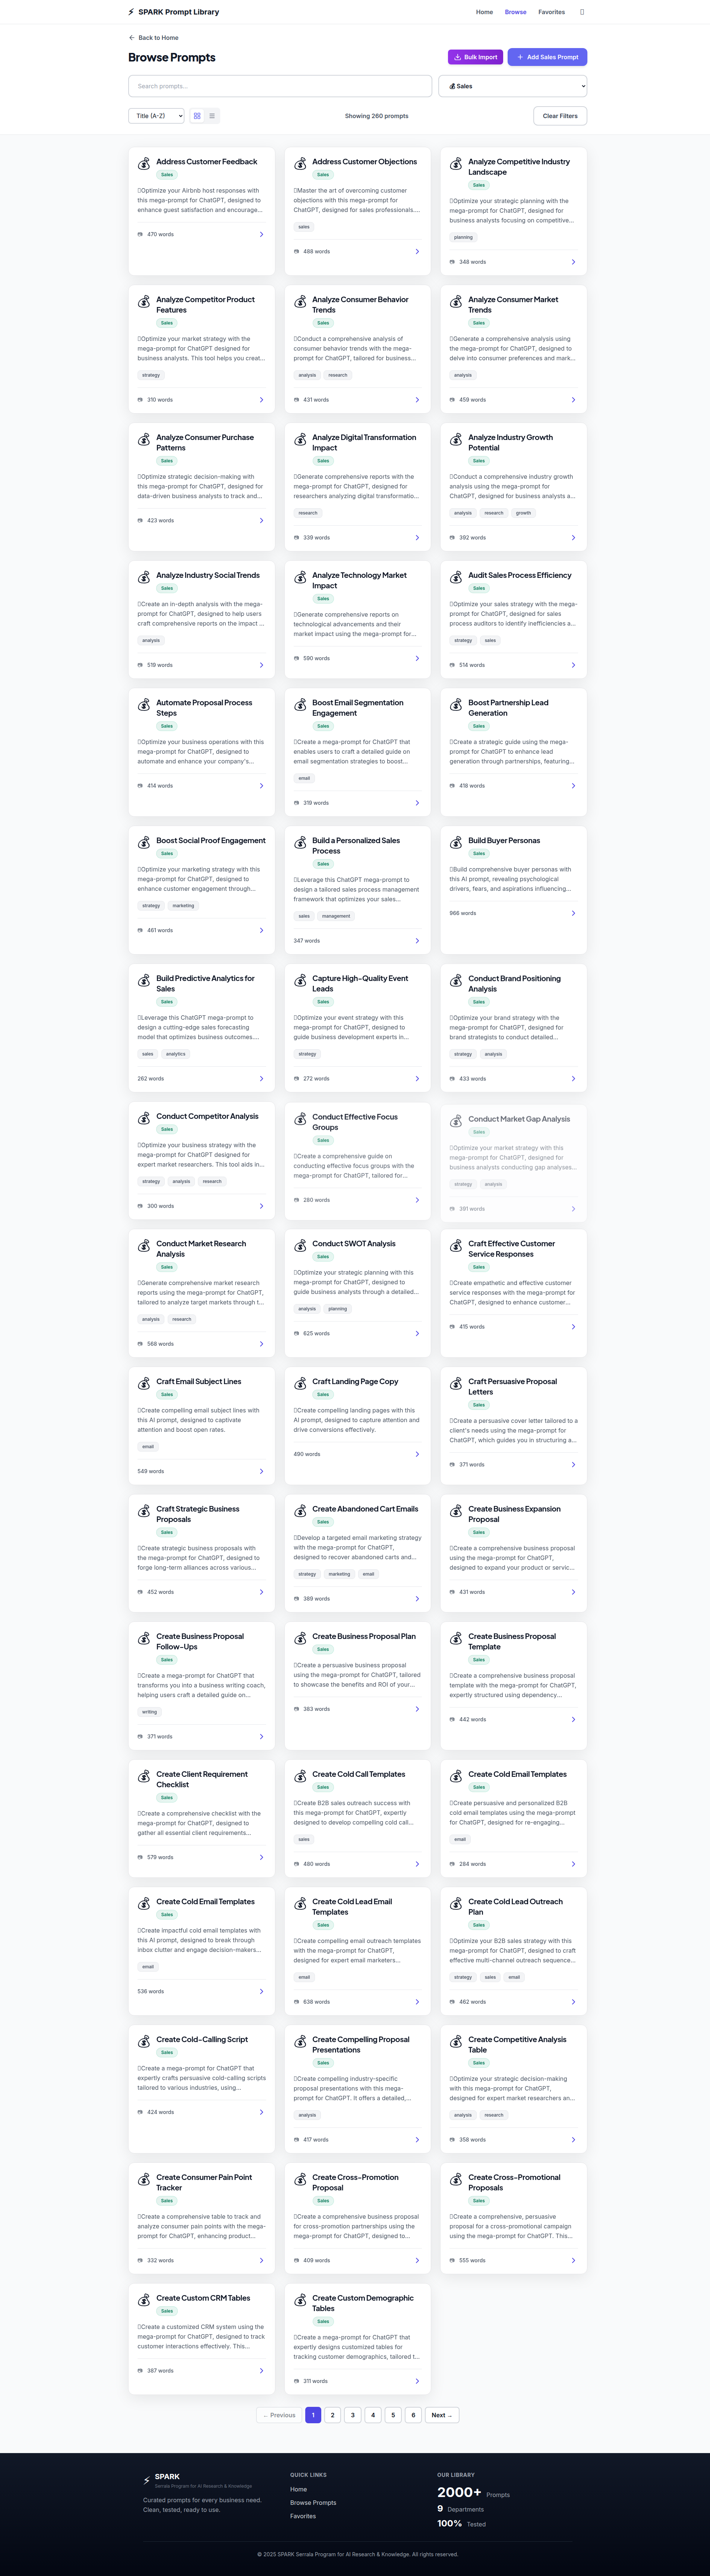 SPARK Prompt Library
Home
Browse
Favorites
Back to Home
Browse Prompts
Bulk Import
Add Sales Prompt
Search prompts...
Sales
Title (A-Z)
Showing 260 prompts
Clear Filters
Address Customer Feedback
Sales
Optimize your Airbnb host responses with
this mega-prompt for ChatGPT, designed to
enhance guest satisfaction and encourage...
470 words
Address Customer Objections
Sales
Master the art of overcoming customer
objections with this mega-prompt for
ChatGPT, designed for sales professionals....
sales
488 words
Analyze Competitive Industry
Landscape
Sales
Optimize your strategic planning with the
mega-prompt for ChatGPT, designed for
business analysts focusing on competitive...
planning
348 words
Analyze Competitor Product
Features
Sales
Optimize your market strategy with the
mega-prompt for ChatGPT designed for
business analysts. This tool helps you creat...
strategy
310 words
Analyze Consumer Behavior
Trends
Sales
Conduct a comprehensive analysis of
consumer behavior trends with the mega-
prompt for ChatGPT, tailored for business...
analysis
research
431 words
Analyze Consumer Market
Trends
Sales
Generate a comprehensive analysis using
the mega-prompt for ChatGPT, designed to
delve into consumer preferences and mark...
analysis
459 words
Analyze Consumer Purchase
Patterns
Sales
Optimize strategic decision-making with
this mega-prompt for ChatGPT, designed for
data-driven business analysts to track and...
423 words
Analyze Digital Transformation
Impact
Sales
Generate comprehensive reports with the
mega-prompt for ChatGPT, designed for
researchers analyzing digital transformatio...
research
339 words
Analyze Industry Growth
Potential
Sales
Conduct a comprehensive industry growth
analysis using the mega-prompt for
ChatGPT, designed for business analysts a...
analysis
research
growth
392 words
Analyze Industry Social Trends
Sales
Create an in-depth analysis with the mega-
prompt for ChatGPT, designed to help users
craft comprehensive reports on the impact ...
analysis
519 words
Analyze Technology Market
Impact
Sales
Generate comprehensive reports on
technological advancements and their
market impact using the mega-prompt for...
590 words
Audit Sales Process Efficiency
Sales
Optimize your sales strategy with the mega-
prompt for ChatGPT, designed for sales
process auditors to identify inefficiencies a...
strategy
sales
514 words
Automate Proposal Process
Steps
Sales
Optimize your business operations with this
mega-prompt for ChatGPT, designed to
automate and enhance your company's...
414 words
Boost Email Segmentation
Engagement
Sales
Create a mega-prompt for ChatGPT that
enables users to craft a detailed guide on
email segmentation strategies to boost...
email
319 words
Boost Partnership Lead
Generation
Sales
Create a strategic guide using the mega-
prompt for ChatGPT to enhance lead
generation through partnerships, featuring...
418 words
Boost Social Proof Engagement
Sales
Optimize your marketing strategy with this
mega-prompt for ChatGPT, designed to
enhance customer engagement through...
strategy
marketing
461 words
Build a Personalized Sales
Process
Sales
Leverage this ChatGPT mega-prompt to
design a tailored sales process management
framework that optimizes your sales...
sales
management
347 words
Build Buyer Personas
Sales
Build comprehensive buyer personas with
this AI prompt, revealing psychological
drivers, fears, and aspirations influencing...
966 words
Build Predictive Analytics for
Sales
Sales
Leverage this ChatGPT mega-prompt to
design a cutting-edge sales forecasting
model that optimizes business outcomes....
sales
analytics
262 words
Capture High-Quality Event
Leads
Sales
Optimize your event strategy with this
mega-prompt for ChatGPT, designed to
guide business development experts in...
strategy
272 words
Conduct Brand Positioning
Analysis
Sales
Optimize your brand strategy with the
mega-prompt for ChatGPT, designed for
brand strategists to conduct detailed...
strategy
analysis
433 words
Conduct Competitor Analysis
Sales
Optimize your business strategy with the
mega-prompt for ChatGPT designed for
expert market researchers. This tool aids in...
strategy
analysis
research
300 words
Conduct Effective Focus
Groups
Sales
Create a comprehensive guide on
conducting effective focus groups with the
mega-prompt for ChatGPT, tailored for...
280 words
Conduct Market Gap Analysis
Sales
Optimize your market strategy with this
mega-prompt for ChatGPT, designed for
business analysts conducting gap analyses...
strategy
analysis
391 words
Conduct Market Research
Analysis
Sales
Generate comprehensive market research
reports using the mega-prompt for ChatGPT,
tailored to analyze target markets through t...
analysis
research
568 words
Conduct SWOT Analysis
Sales
Optimize your strategic planning with this
mega-prompt for ChatGPT, designed to
guide business analysts through a detailed...
analysis
planning
625 words
Craft Effective Customer
Service Responses
Sales
Create empathetic and effective customer
service responses with the mega-prompt for
ChatGPT, designed to enhance customer...
415 words
Craft Email Subject Lines
Sales
Create compelling email subject lines with
this AI prompt, designed to captivate
attention and boost open rates.
email
549 words
Craft Landing Page Copy
Sales
Create compelling landing pages with this
AI prompt, designed to capture attention and
drive conversions effectively.
490 words
Craft Persuasive Proposal
Letters
Sales
Create a persuasive cover letter tailored to a
client's needs using the mega-prompt for
ChatGPT, which guides you in structuring a...
371 words
Craft Strategic Business
Proposals
Sales
Create strategic business proposals with
the mega-prompt for ChatGPT, designed to
forge long-term alliances across various...
452 words
Create Abandoned Cart Emails
Sales
Develop a targeted email marketing strategy
with the mega-prompt for ChatGPT,
designed to recover abandoned carts and...
strategy
marketing
email
389 words
Create Business Expansion
Proposal
Sales
Create a comprehensive business proposal
using the mega-prompt for ChatGPT,
designed to expand your product or servic...
431 words
Create Business Proposal
Follow-Ups
Sales
Create a mega-prompt for ChatGPT that
transforms you into a business writing coach,
helping users craft a detailed guide on...
writing
371 words
Create Business Proposal Plan
Sales
Create a persuasive business proposal
using the mega-prompt for ChatGPT, tailored
to showcase the benefits and ROI of your...
383 words
Create Business Proposal
Template
Sales
Create a comprehensive business proposal
template with the mega-prompt for ChatGPT,
expertly structured using dependency...
442 words
Create Client Requirement
Checklist
Sales
Create a comprehensive checklist with the
mega-prompt for ChatGPT, designed to
gather all essential client requirements...
579 words
Create Cold Call Templates
Sales
Create B2B sales outreach success with
this mega-prompt for ChatGPT, expertly
designed to develop compelling cold call...
sales
480 words
Create Cold Email Templates
Sales
Create persuasive and personalized B2B
cold email templates using the mega-prompt
for ChatGPT, designed for re-engaging...
email
284 words
Create Cold Email Templates
Sales
Create impactful cold email templates with
this AI prompt, designed to break through
inbox clutter and engage decision-makers...
email
536 words
Create Cold Lead Email
Templates
Sales
Create compelling email outreach templates
with the mega-prompt for ChatGPT,
designed for expert email marketers...
email
638 words
Create Cold Lead Outreach
Plan
Sales
Optimize your B2B sales strategy with this
mega-prompt for ChatGPT, designed to craft
effective multi-channel outreach sequence...
strategy
sales
email
462 words
Create Cold-Calling Script
Sales
Create a mega-prompt for ChatGPT that
expertly crafts persuasive cold-calling scripts
tailored to various industries, using...
424 words
Create Compelling Proposal
Presentations
Sales
Create compelling industry-specific
proposal presentations with this mega-
prompt for ChatGPT. It offers a detailed,...
analysis
417 words
Create Competitive Analysis
Table
Sales
Optimize your strategic decision-making
with this mega-prompt for ChatGPT,
designed for expert market researchers an...
analysis
research
358 words
Create Consumer Pain Point
Tracker
Sales
Create a comprehensive table to track and
analyze consumer pain points with the mega-
prompt for ChatGPT, enhancing product...
332 words
Create Cross-Promotion
Proposal
Sales
Create a comprehensive business proposal
for cross-promotion partnerships using the
mega-prompt for ChatGPT, designed to...
409 words
Create Cross-Promotional
Proposals
Sales
Create a comprehensive, persuasive
proposal for a cross-promotional campaign
using the mega-prompt for ChatGPT. This...
555 words
Create Custom CRM Tables
Sales
Create a customized CRM system using the
mega-prompt for ChatGPT, designed to track
customer interactions effectively. This...
387 words
Create Custom Demographic
Tables
Sales
Create a mega-prompt for ChatGPT that
expertly designs customized tables for
tracking customer demographics, tailored t...
311 words
← Previous
1
2
3
4
5
6
Next →
SPARK
Serrala Program for AI Research & Knowledge
Curated prompts for every business need.
Clean, tested, ready to use.
QUICK LINKS
Home
Browse Prompts
Favorites
OUR LIBRARY
2000+ Prompts
9 Departments
100% Tested
© 2025 SPARK Serrala Program for AI Research & Knowledge. All rights reserved.